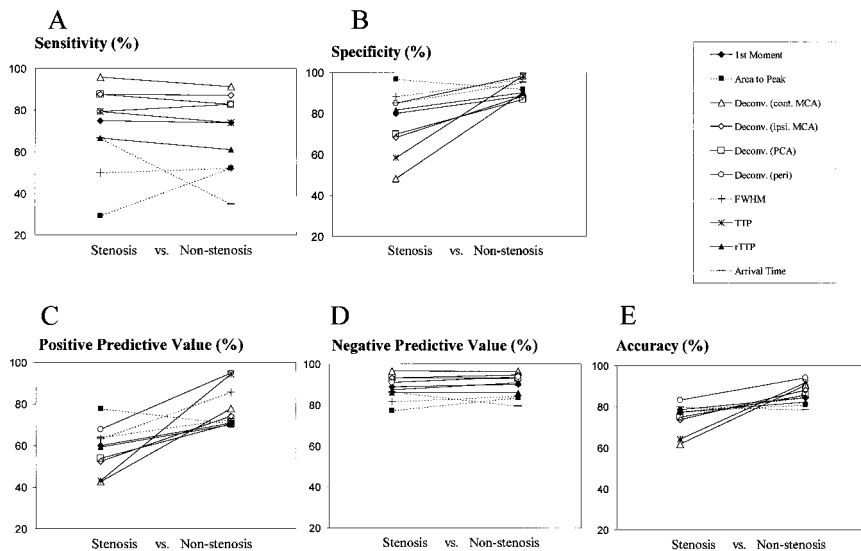 A
Sensitivity (%)
100
80
60
40
20
Stenosis vs. Non-stenosis
B
Specificity (%)
100
80
60
40
20
Stenosis vs. Non-stenosis
1st Moment
Area to Peak
Deconv. (cont. MCA)
Deconv. (ipsi. MCA)
Deconv. (PCA)
Deconv. (peri)
FWHM
TTP
rTTP
Arrival Time
C
Positive Predictive Value (%)
100
80
60
40
20
Stenosis vs. Non-stenosis
D
Negative Predictive Value (%)
100
80
60
40
20
Stenosis vs. Non-stenosis
E
Accuracy (%)
100
80
60
40
20
Stenosis vs. Non-stenosis